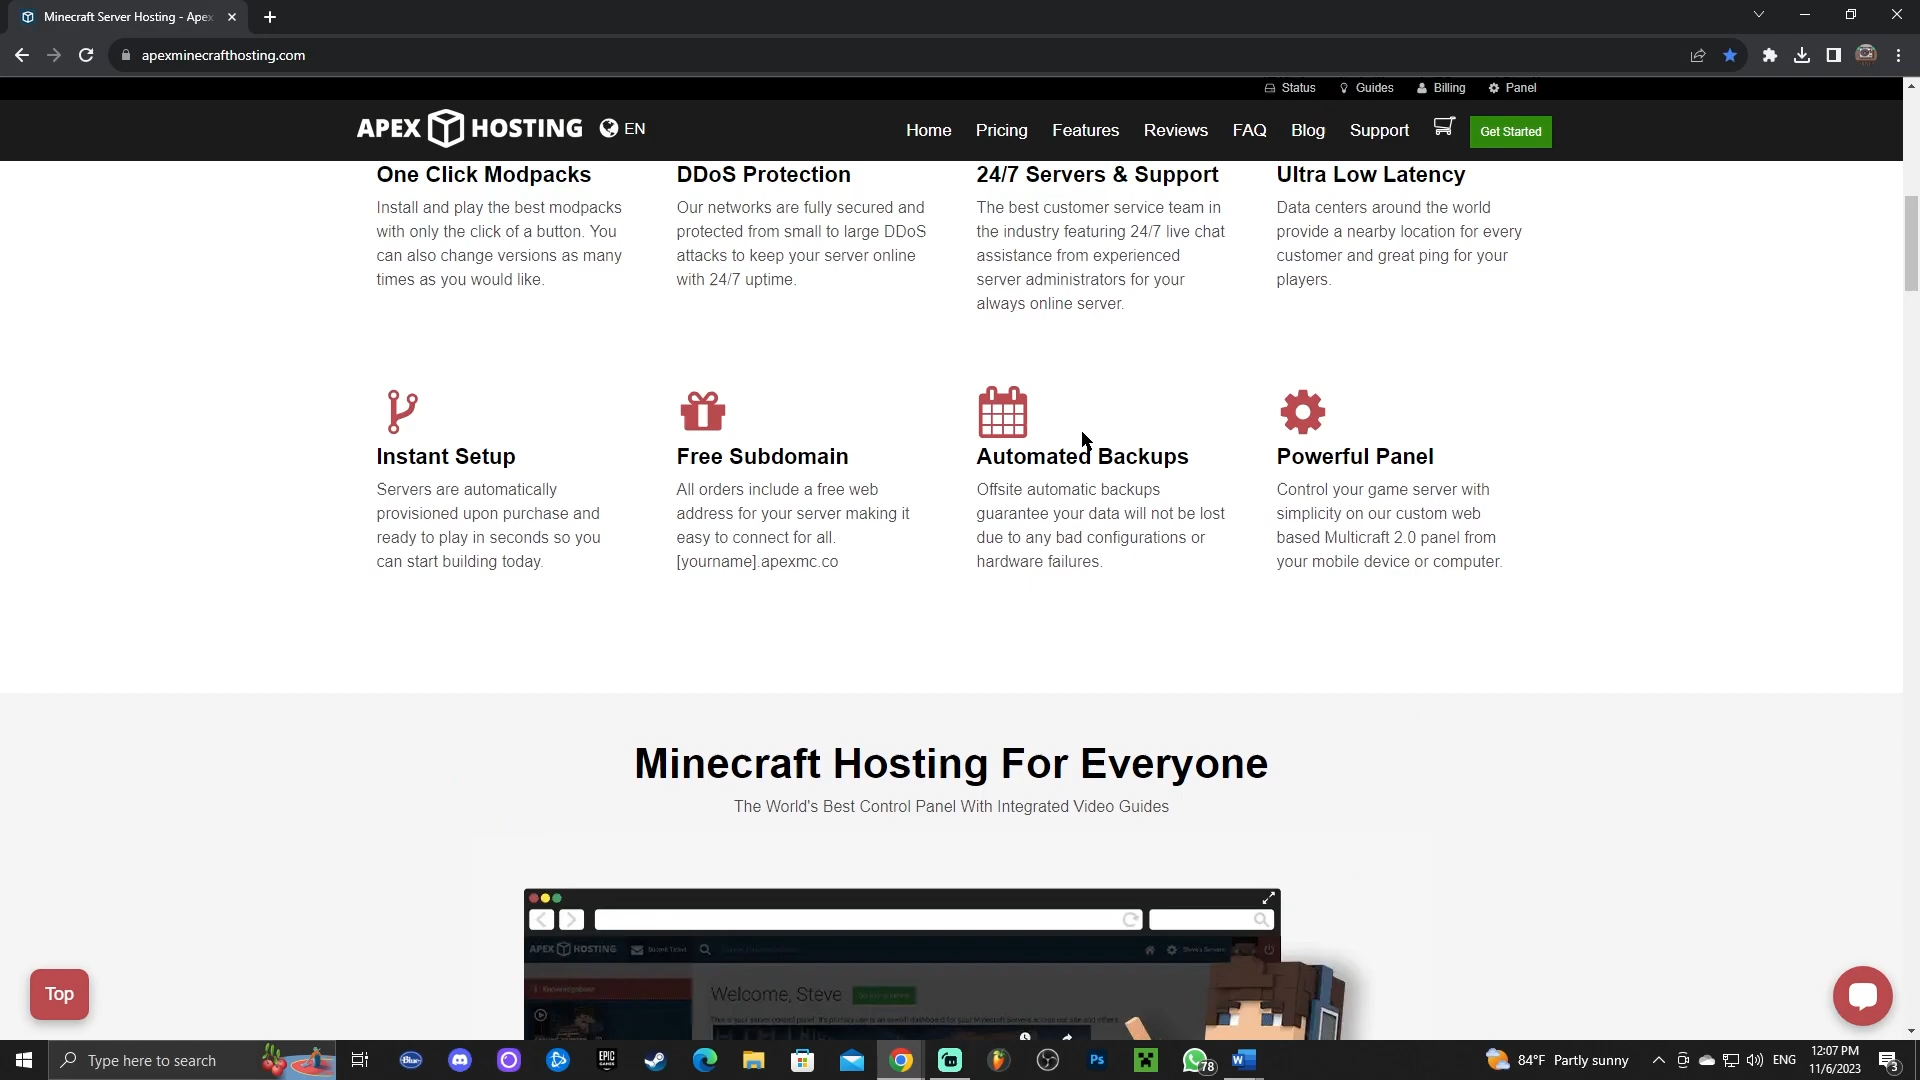 Minecraft Server Hosting - Apex
apexminecrafthosting.com
Status
Guides
Billing
Panel
APEX HOSTING
EN
Home
Pricing
Features
Reviews
FAQ
Blog
Support
Get Started
One Click Modpacks
Install and play the best modpacks
with only the click of a button. You
can also change versions as many
times as you would like.
DDoS Protection
Our networks are fully secured and
protected from small to large DDoS
attacks to keep your server online
with 24/7 uptime.
24/7 Servers & Support
The best customer service team in
the industry featuring 24/7 live chat
assistance from experienced
server administrators for your
always online server.
Ultra Low Latency
Data centers around the world
provide a nearby location for every
customer and great ping for your
players.
Instant Setup
Servers are automatically
provisioned upon purchase and
ready to play in seconds so you
can start building today.
Free Subdomain
All orders include a free web
address for your server making it
easy to connect for all.
[yourname].apexmc.co
Automated Backups
Offsite automatic backups
guarantee your data will not be lost
due to any bad configurations or
hardware failures.
Powerful Panel
Control your game server with
simplicity on our custom web
based Multicraft 2.0 panel from
your mobile device or computer.
Minecraft Hosting For Everyone
The World's Best Control Panel With Integrated Video Guides
APEX HOSTING
Welcome, Steve
Top
Type here to search
Blue
EPIC
GAMES
Ps
78
84°F Partly sunny
ENG
12:07 PM
11/6/2023
3